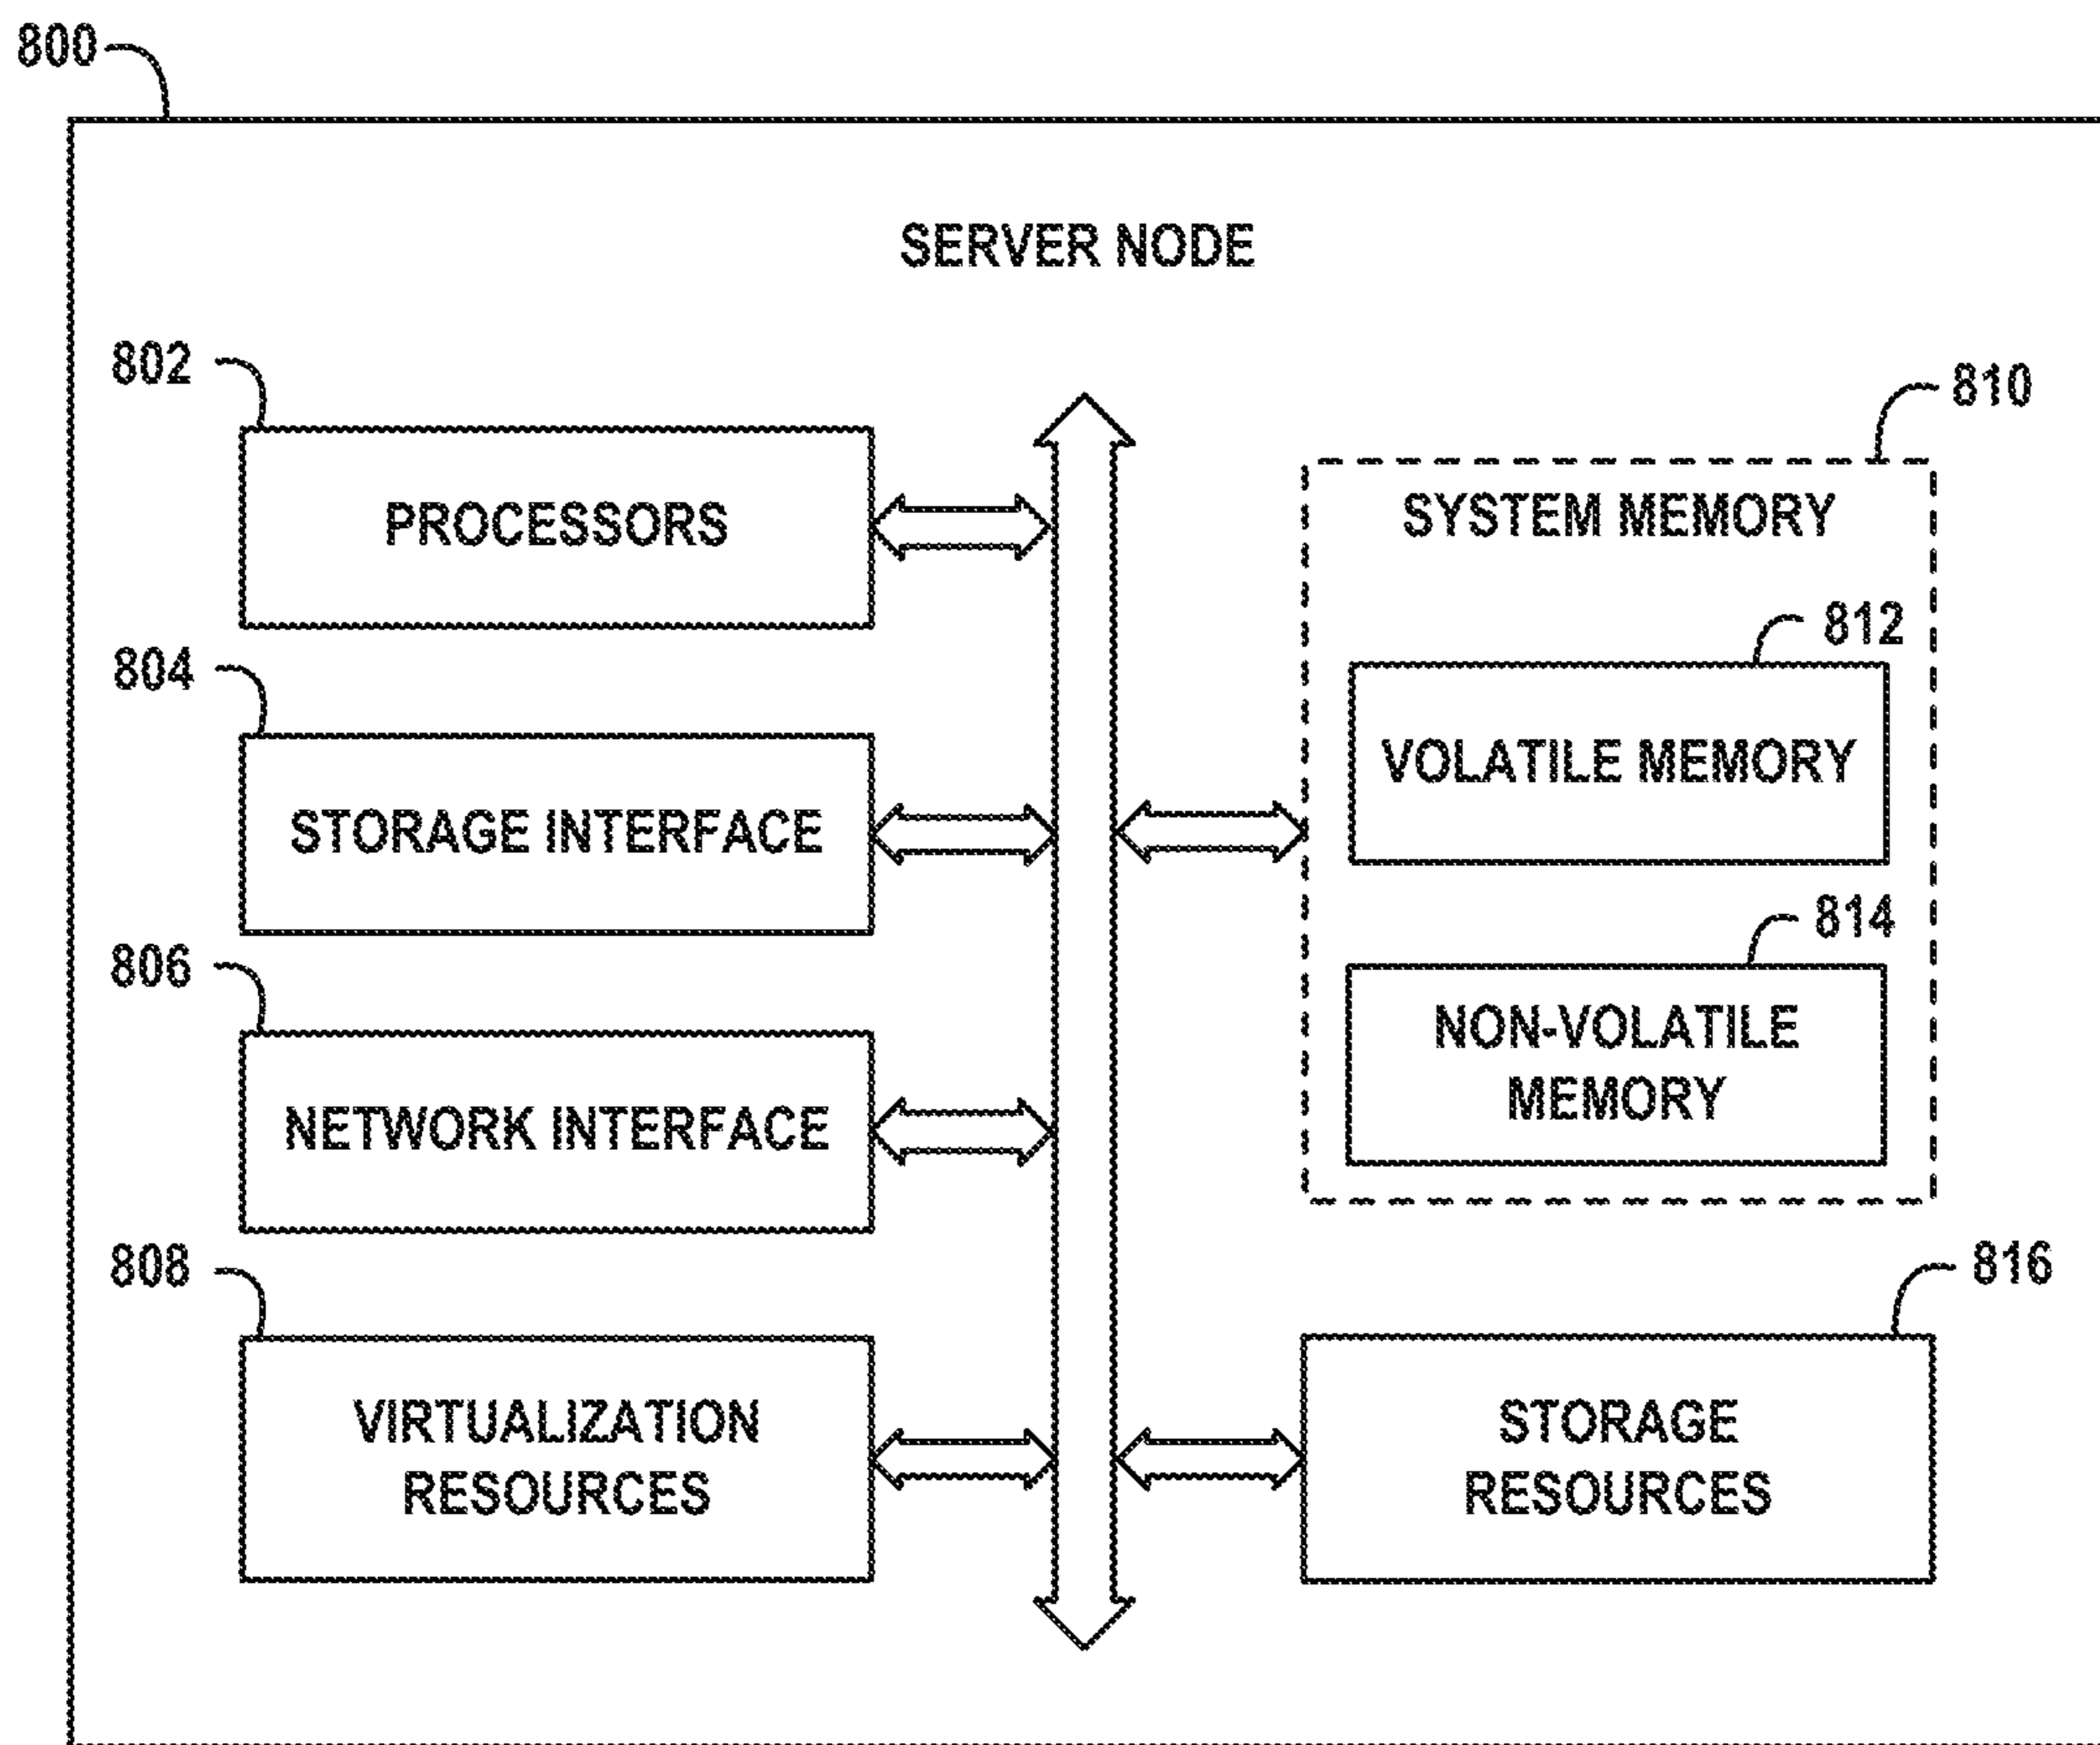 800
SERVER NODE
802
PROCESSORS
804
STORAGE INTERFACE
806
NETWORK INTERFACE
808
VIRTUALIZATION
RESOURCES
810
SYSTEM MEMORY
812
VOLATILE MEMORY
814
NON-VOLATILE
MEMORY
816
STORAGE
RESOURCES